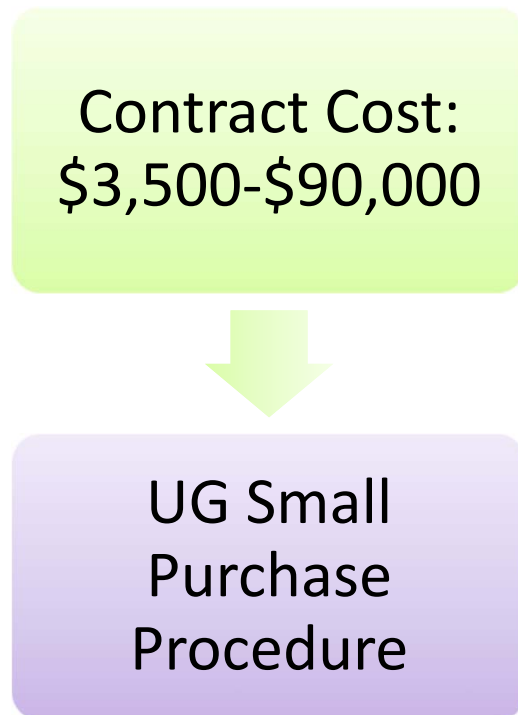 Contract Cost:
$3,500-$90,000
UG Small
Purchase
Procedure